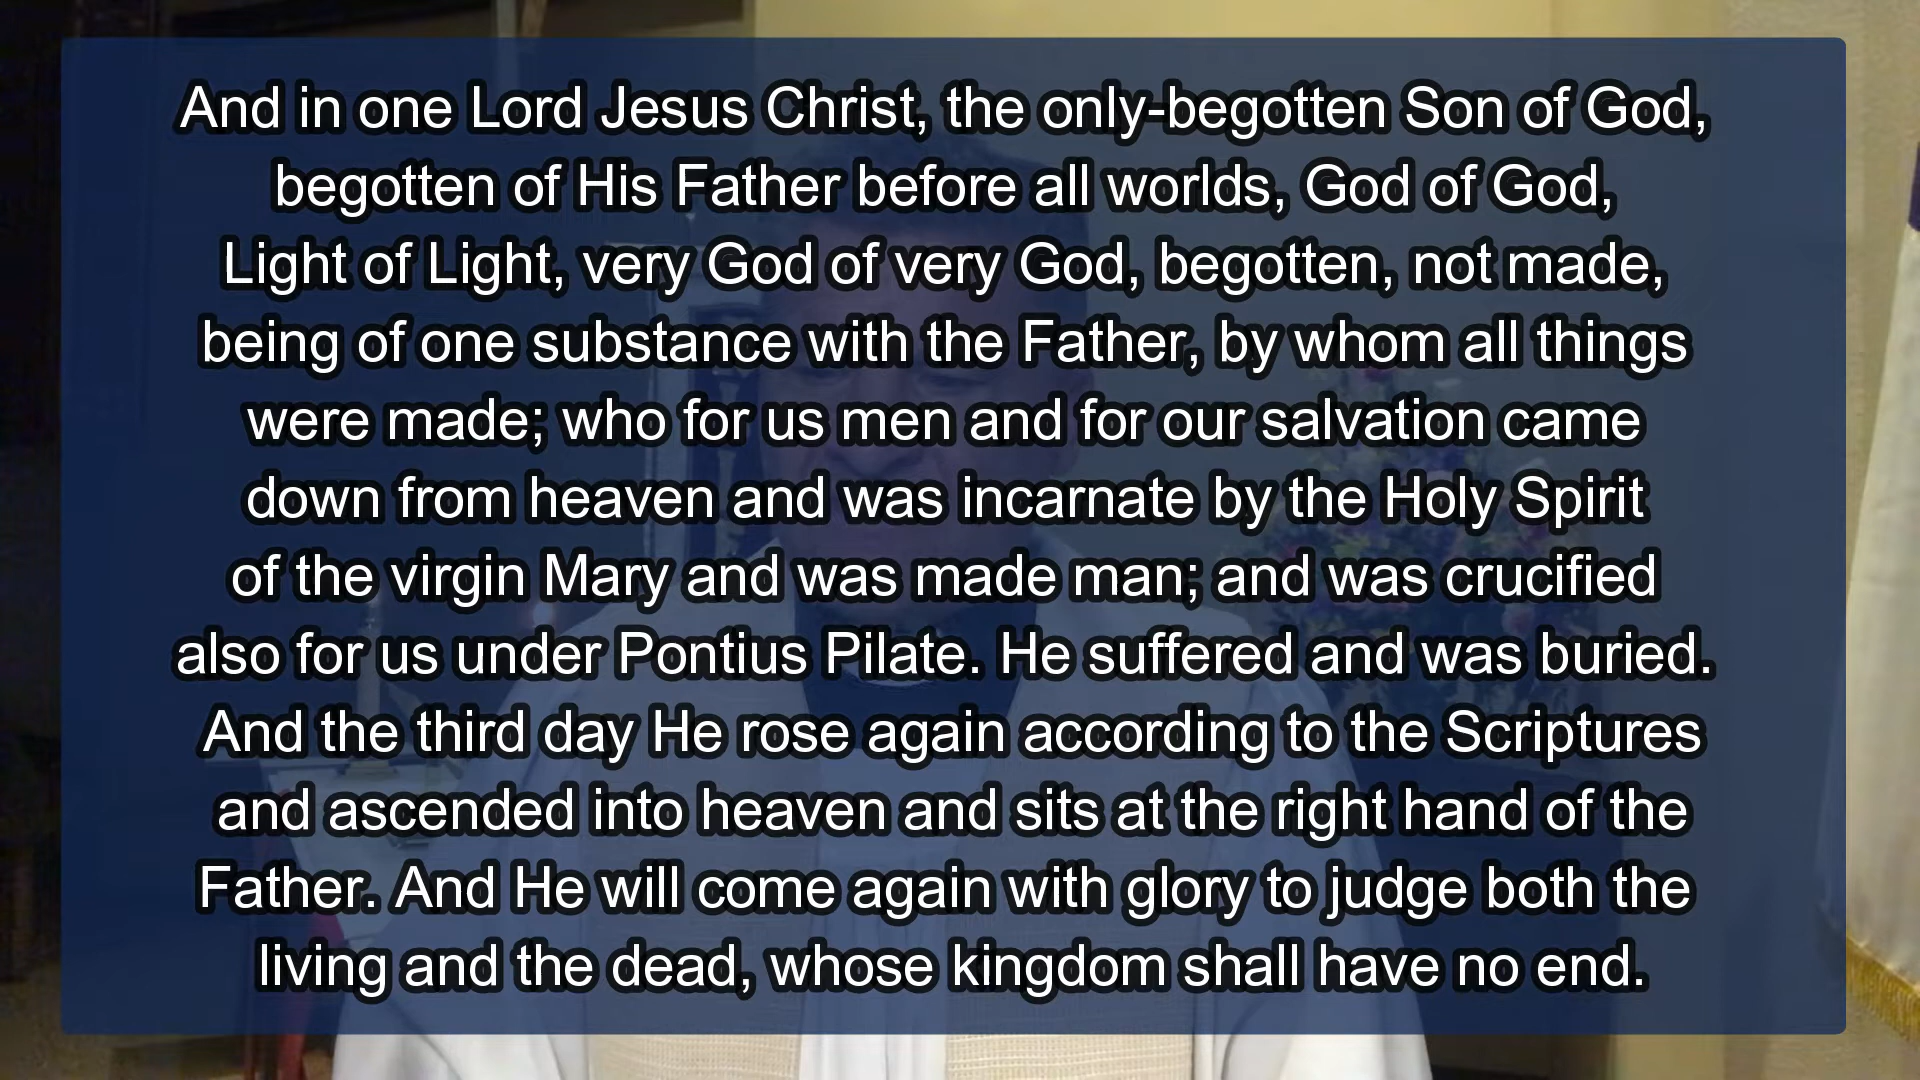 And in one Lord Jesus Christ, the only-begotten Son of God,
begotten of His Father before all worlds, God of God,
Light of Light, very God of very God, begotten, not made,
being of one substance with the Father, by whom all things
were made; who for us men and for our salvation came
down from heaven and was incarnate by the Holy Spirit
of the virgin Mary and was made man; and was crucified
also for us under Pontius Pilate. He suffered and was buried.
And the third day He rose again according to the Scriptures
and ascended into heaven and sits at the right hand of the
Father. And He will come again with glory to judge both the
living and the dead, whose kingdom shall have no end.